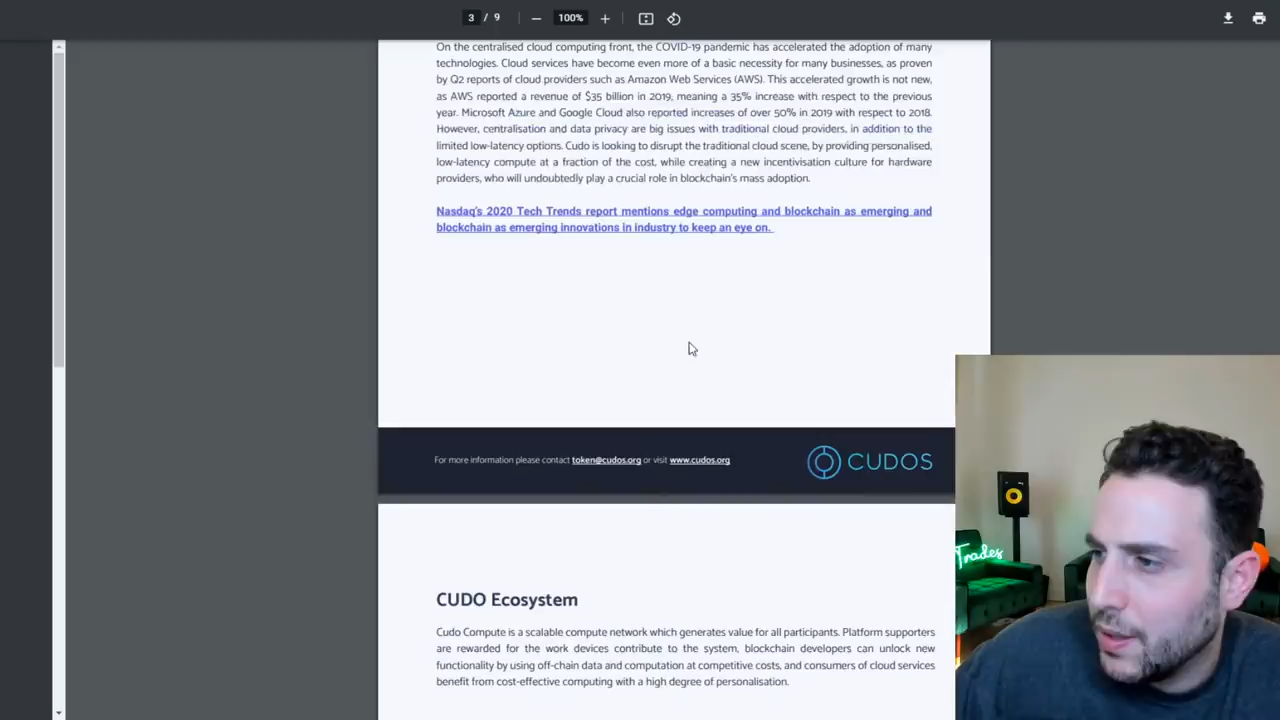 3 / 9
100%
On the centralised cloud computing front, the COVID-19 pandemic has accelerated the adoption of many
technologies. Cloud services have become even more of a basic necessity for many businesses, as proven
by Q2 reports of cloud providers such as Amazon Web Services (AWS). This accelerated growth is not new,
as AWS reported a revenue of $35 billion in 2019, meaning a 35% increase with respect to the previous
year. Microsoft Azure and Google Cloud also reported increases of over 50% in 2019 with respect to 2018.
However, centralisation and data privacy are big issues with traditional cloud providers, in addition to the
limited low-latency options. Cudo is looking to disrupt the traditional cloud scene, by providing personalised,
low-latency compute at a fraction of the cost, while creating a new incentivisation culture for hardware
providers, who will undoubtedly play a crucial role in blockchain's mass adoption.
Nasdaq's 2020 Tech Trends report mentions edge computing and blockchain as emerging and
blockchain as emerging innovations in industry to keep an eye on.
For more information please contact token@cudos.org or visit www.cudos.org
CUDOS
Trades
CUDO Ecosystem
Cudo Compute is a scalable compute network which generates value for all participants. Platform supporters
are rewarded for the work devices contribute to the system, blockchain developers can unlock new
functionality by using off-chain data and computation at competitive costs, and consumers of cloud services
benefit from cost-effective computing with a high degree of personalisation.